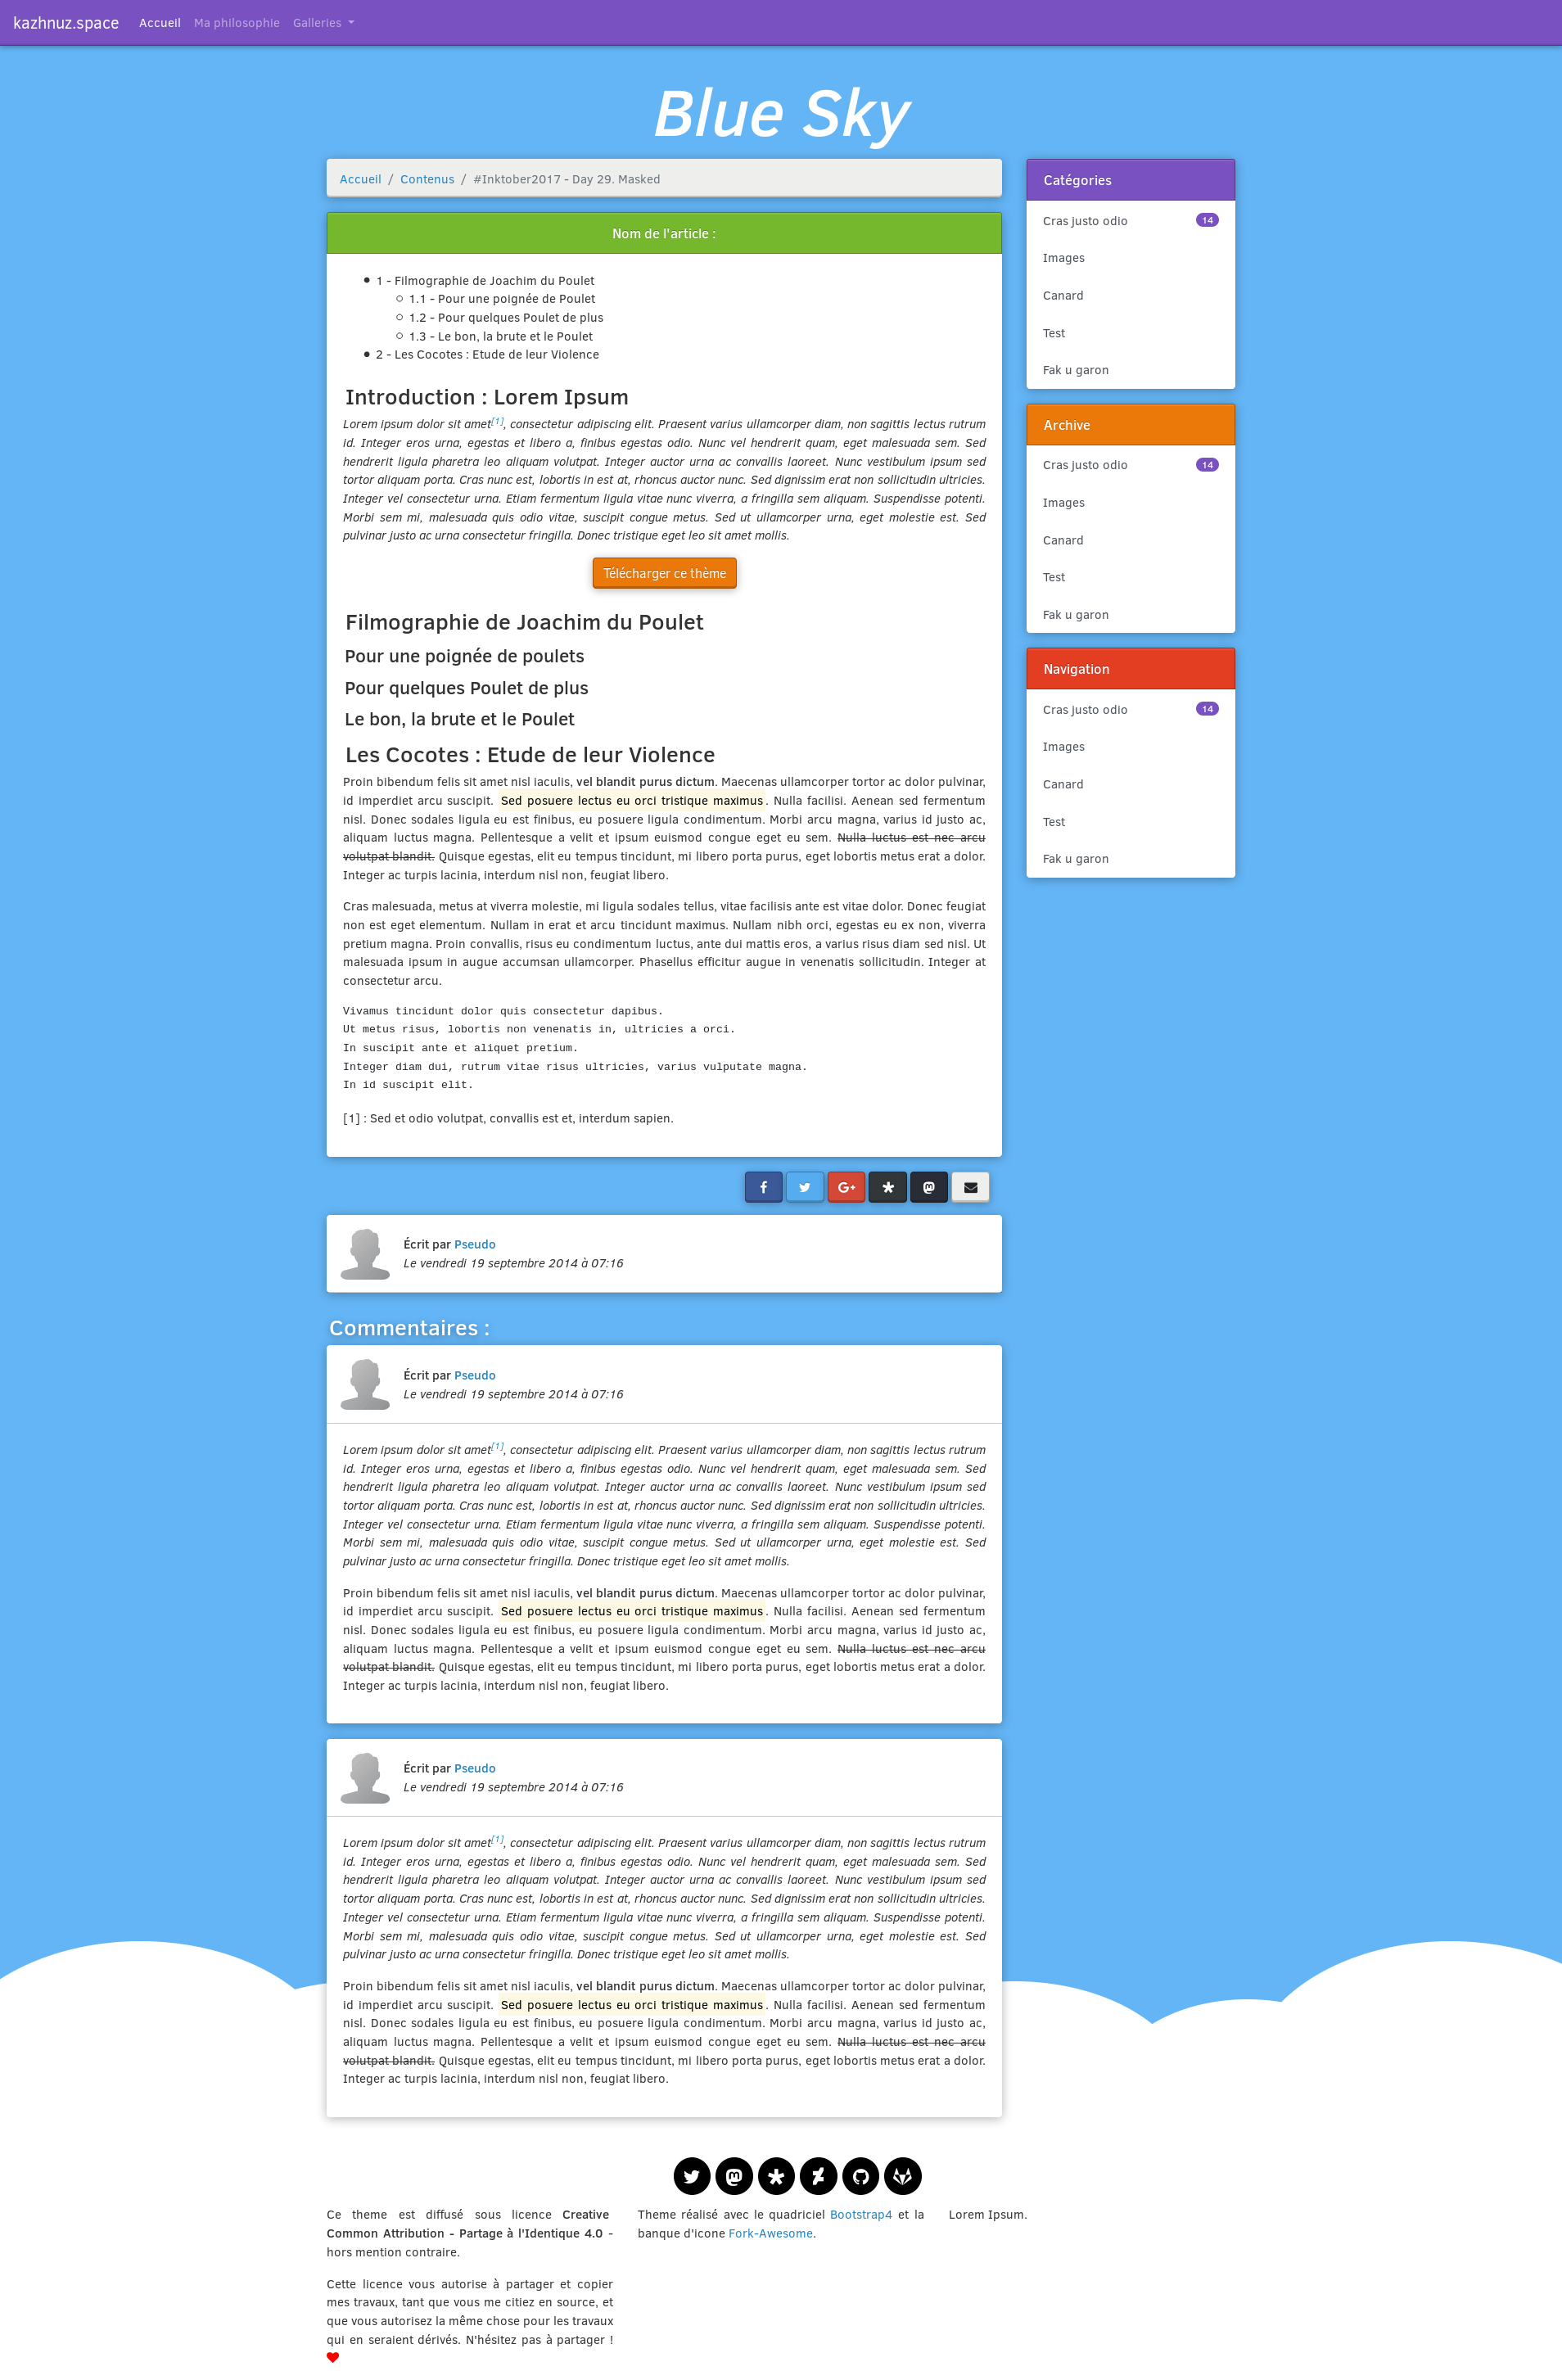 kazhnuz.space Accueil Ma philosophie Galleries
Blue Sky
Accueil / Contenus / #Inktober2017 - Day 29. Masked
Nom de l'article :
1 - Filmographie de Joachim du Poulet
1.1 - Pour une poignée de Poulet
1.2 - Pour quelques Poulet de plus
1.3 - Le bon, la brute et le Poulet
2 - Les Cocotes : Etude de leur Violence
Introduction : Lorem Ipsum
Lorem ipsum dolor sit amet[1], consectetur adipiscing elit. Praesent varius ullamcorper diam, non sagittis lectus rutrum
id. Integer eros urna, egestas et libero a, finibus egestas odio. Nunc vel hendrerit quam, eget malesuada sem. Sed
hendrerit ligula pharetra leo aliquam volutpat. Integer auctor urna ac convallis laoreet. Nunc vestibulum ipsum sed
tortor aliquam porta. Cras nunc est, lobortis in est at, rhoncus auctor nunc. Sed dignissim erat non sollicitudin ultricies.
Integer vel consectetur urna. Etiam fermentum ligula vitae nunc viverra, a fringilla sem aliquam. Suspendisse potenti.
Morbi sem mi, malesuada quis odio vitae, suscipit congue metus. Sed ut ullamcorper urna, eget molestie est. Sed
pulvinar justo ac urna consectetur fringilla. Donec tristique eget leo sit amet mollis.
Télécharger ce thème
Filmographie de Joachim du Poulet
Pour une poignée de poulets
Pour quelques Poulet de plus
Le bon, la brute et le Poulet
Les Cocotes : Etude de leur Violence
Proin bibendum felis sit amet nisl iaculis, vel blandit purus dictum. Maecenas ullamcorper tortor ac dolor pulvinar,
id imperdiet arcu suscipit. Sed posuere lectus eu orci tristique maximus. Nulla facilisi. Aenean sed fermentum
nisl. Donec sodales ligula eu est finibus, eu posuere ligula condimentum. Morbi arcu magna, varius id justo ac,
aliquam luctus magna. Pellentesque a velit et ipsum euismod congue eget eu sem. Nulla luctus est nec arcu
volutpat blandit. Quisque egestas, elit eu tempus tincidunt, mi libero porta purus, eget lobortis metus erat a dolor.
Integer ac turpis lacinia, interdum nisl non, feugiat libero.
Cras malesuada, metus at viverra molestie, mi ligula sodales tellus, vitae facilisis ante est vitae dolor. Donec feugiat
non est eget elementum. Nullam in erat et arcu tincidunt maximus. Nullam nibh orci, egestas eu ex non, viverra
pretium magna. Proin convallis, risus eu condimentum luctus, ante dui mattis eros, a varius risus diam sed nisl. Ut
malesuada ipsum in augue accumsan ullamcorper. Phasellus efficitur augue in venenatis sollicitudin. Integer at
consectetur arcu.
Vivamus tincidunt dolor quis consectetur dapibus.
Ut metus risus, lobortis non venenatis in, ultricies a orci.
In suscipit ante et aliquet pretium.
Integer diam dui, rutrum vitae risus ultricies, varius vulputate magna.
In id suscipit elit.
[1] : Sed et odio volutpat, convallis est et, interdum sapien.
Écrit par Pseudo
Le vendredi 19 septembre 2014 à 07:16
Commentaires :
Écrit par Pseudo
Le vendredi 19 septembre 2014 à 07:16
Lorem ipsum dolor sit amet[1], consectetur adipiscing elit. Praesent varius ullamcorper diam, non sagittis lectus rutrum
id. Integer eros urna, egestas et libero a, finibus egestas odio. Nunc vel hendrerit quam, eget malesuada sem. Sed
hendrerit ligula pharetra leo aliquam volutpat. Integer auctor urna ac convallis laoreet. Nunc vestibulum ipsum sed
tortor aliquam porta. Cras nunc est, lobortis in est at, rhoncus auctor nunc. Sed dignissim erat non sollicitudin ultricies.
Integer vel consectetur urna. Etiam fermentum ligula vitae nunc viverra, a fringilla sem aliquam. Suspendisse potenti.
Morbi sem mi, malesuada quis odio vitae, suscipit congue metus. Sed ut ullamcorper urna, eget molestie est. Sed
pulvinar justo ac urna consectetur fringilla. Donec tristique eget leo sit amet mollis.
Proin bibendum felis sit amet nisl iaculis, vel blandit purus dictum. Maecenas ullamcorper tortor ac dolor pulvinar,
id imperdiet arcu suscipit. Sed posuere lectus eu orci tristique maximus. Nulla facilisi. Aenean sed fermentum
nisl. Donec sodales ligula eu est finibus, eu posuere ligula condimentum. Morbi arcu magna, varius id justo ac,
aliquam luctus magna. Pellentesque a velit et ipsum euismod congue eget eu sem. Nulla luctus est nec arcu
volutpat blandit. Quisque egestas, elit eu tempus tincidunt, mi libero porta purus, eget lobortis metus erat a dolor.
Integer ac turpis lacinia, interdum nisl non, feugiat libero.
Écrit par Pseudo
Le vendredi 19 septembre 2014 à 07:16
Lorem ipsum dolor sit amet[1], consectetur adipiscing elit. Praesent varius ullamcorper diam, non sagittis lectus rutrum
id. Integer eros urna, egestas et libero a, finibus egestas odio. Nunc vel hendrerit quam, eget malesuada sem. Sed
hendrerit ligula pharetra leo aliquam volutpat. Integer auctor urna ac convallis laoreet. Nunc vestibulum ipsum sed
tortor aliquam porta. Cras nunc est, lobortis in est at, rhoncus auctor nunc. Sed dignissim erat non sollicitudin ultricies.
Integer vel consectetur urna. Etiam fermentum ligula vitae nunc viverra, a fringilla sem aliquam. Suspendisse potenti.
Morbi sem mi, malesuada quis odio vitae, suscipit congue metus. Sed ut ullamcorper urna, eget molestie est. Sed
pulvinar justo ac urna consectetur fringilla. Donec tristique eget leo sit amet mollis.
Proin bibendum felis sit amet nisl iaculis, vel blandit purus dictum. Maecenas ullamcorper tortor ac dolor pulvinar,
id imperdiet arcu suscipit. Sed posuere lectus eu orci tristique maximus. Nulla facilisi. Aenean sed fermentum
nisl. Donec sodales ligula eu est finibus, eu posuere ligula condimentum. Morbi arcu magna, varius id justo ac,
aliquam luctus magna. Pellentesque a velit et ipsum euismod congue eget eu sem. Nulla luctus est nec arcu
volutpat blandit. Quisque egestas, elit eu tempus tincidunt, mi libero porta purus, eget lobortis metus erat a dolor.
Integer ac turpis lacinia, interdum nisl non, feugiat libero.
Catégories
Cras justo odio 14
Images
Canard
Test
Fak u garon
Archive
Cras justo odio 14
Images
Canard
Test
Fak u garon
Navigation
Cras justo odio 14
Images
Canard
Test
Fak u garon
Ce theme est diffusé sous licence Creative
Common Attribution - Partage à l'Identique 4.0 -
hors mention contraire.
Cette licence vous autorise à partager et copier
mes travaux, tant que vous me citiez en source, et
que vous autorisez la même chose pour les travaux
qui en seraient dérivés. N'hésitez pas à partager !
Theme réalisé avec le quadriciel Bootstrap4 et la
banque d'icone Fork-Awesome.
Lorem Ipsum.